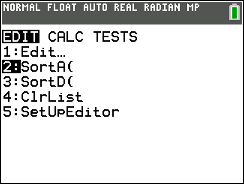 NORMAL FLOAT AUTO REAL RADIAN MP
EDIT CALC TESTS
1:Edit…
2:SortA(
3:SortD(
4:ClrList
5:SetUpEditor